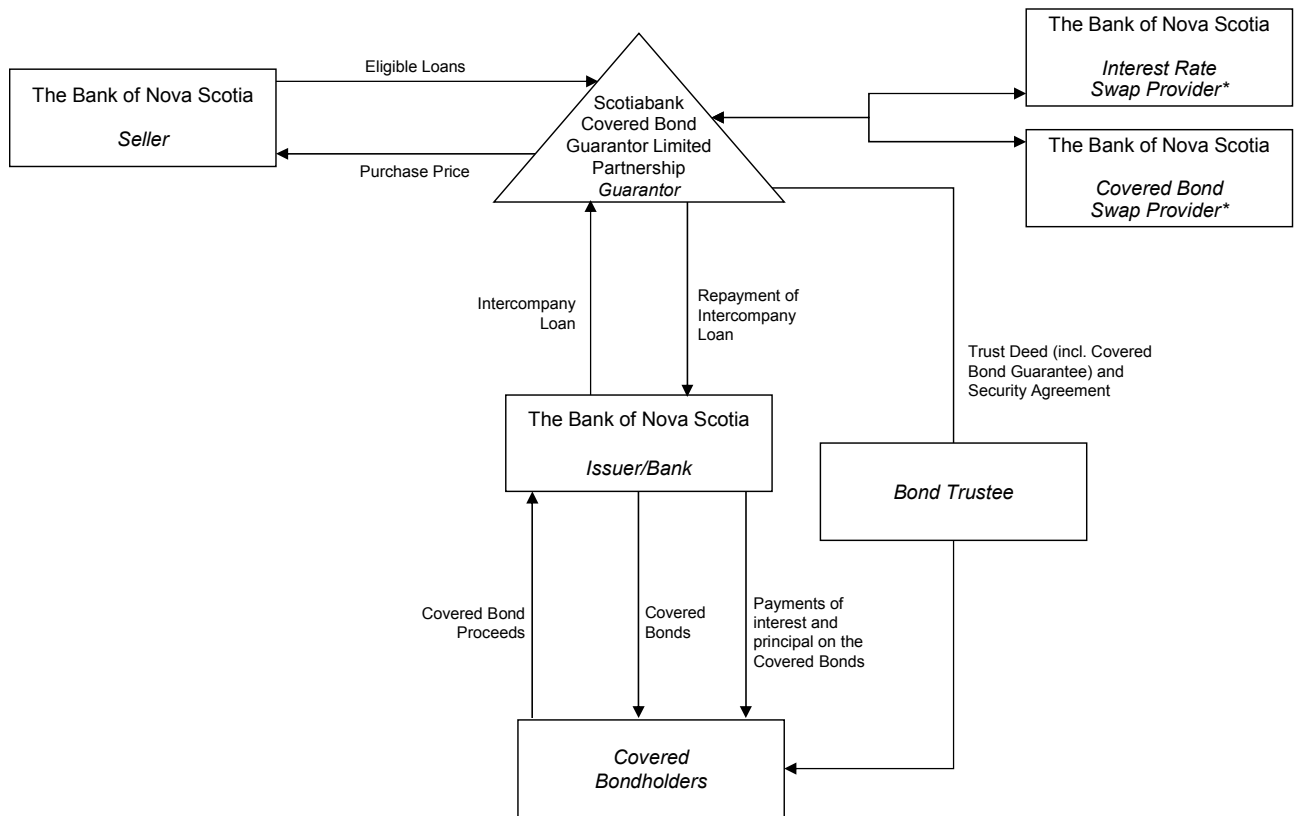 The Bank of Nova Scotia
Seller
Eligible Loans
Purchase Price
Scotiabank
Covered Bond
Guarantor Limited
Partnership
Guarantor
The Bank of Nova Scotia
Interest Rate
Swap Provider*
The Bank of Nova Scotia
Covered Bond
Swap Provider*
Intercompany
Loan
Repayment of
Intercompany
Loan
Trust Deed (incl. Covered
Bond Guarantee) and
Security Agreement
The Bank of Nova Scotia
Issuer/Bank
Bond Trustee
Covered Bond
Proceeds
Covered
Bonds
Payments of
interest and
principal on the
Covered Bonds
Covered
Bondholders